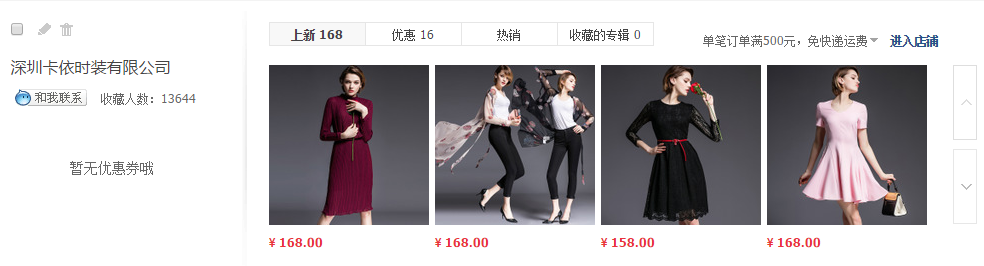 深圳卡依时装有限公司
和我联系 收藏人数：13644
暂无优惠券哦
上新 168 优惠 16 热销 收藏的专辑 0
单笔订单满500元，免快递运费 进入店铺
¥ 168.00 ¥ 168.00 ¥ 158.00 ¥ 168.00